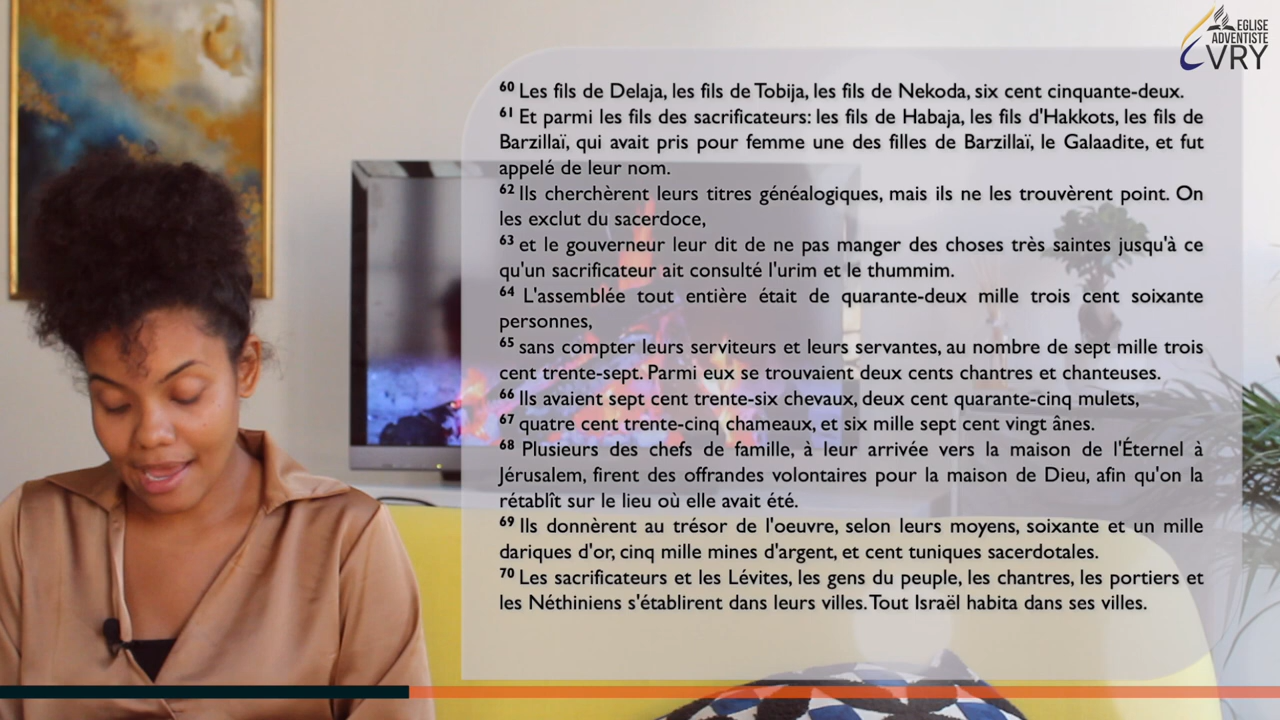 EGLISE
ADVENTISTE
VRY
60 Les fils de Delaja, les fils de Tobija, les fils de Nekoda, six cent cinquante-deux.
61 Et parmi les fils des sacrificateurs: les fils de Habaja, les fils d'Hakkots, les fils de
Barzillaï, qui avait pris pour femme une des filles de Barzillaï, le Galaadite, et fut
appelé de leur nom.
62 Ils cherchèrent leurs titres généalogiques, mais ils ne les trouvèrent point. On
les exclut du sacerdoce,
63 et le gouverneur leur dit de ne pas manger des choses très saintes jusqu'à ce
qu'un sacrificateur ait consulté l'urim et le thummim.
64 L'assemblée tout entière était de quarante-deux mille trois cent soixante
personnes,
65 sans compter leurs serviteurs et leurs servantes, au nombre de sept mille trois
cent trente-sept. Parmi eux se trouvaient deux cents chantres et chanteuses.
66 Ils avaient sept cent trente-six chevaux, deux cent quarante-cinq mulets,
67 quatre cent trente-cinq chameaux, et six mille sept cent vingt ânes.
68 Plusieurs des chefs de famille, à leur arrivée vers la maison de l'Éternel à
Jérusalem, firent des offrandes volontaires pour la maison de Dieu, afin qu'on la
rétablît sur le lieu où elle avait été.
69 Ils donnèrent au trésor de l'oeuvre, selon leurs moyens, soixante et un mille
dariques d'or, cinq mille mines d'argent, et cent tuniques sacerdotales.
70 Les sacrificateurs et les Lévites, les gens du peuple, les chantres, les portiers et
les Néthiniens s'établirent dans leurs villes. Tout Israël habita dans ses villes.